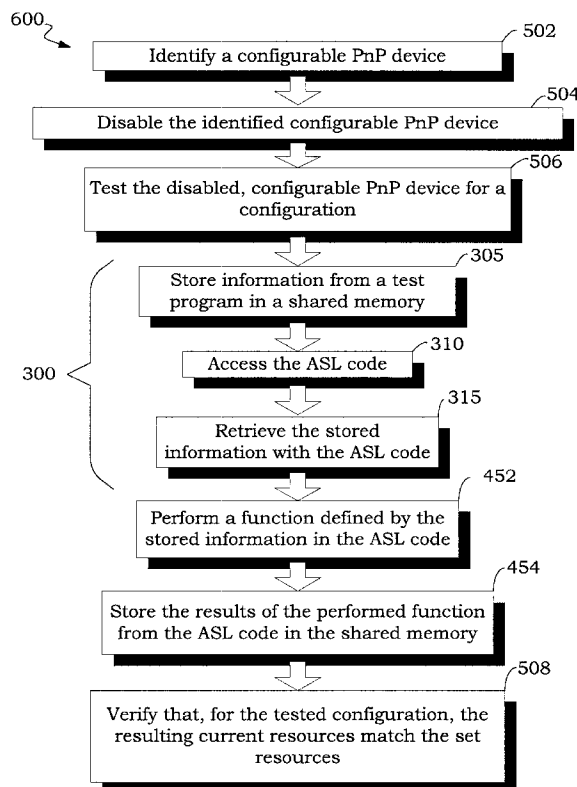 600
502
Identify a configurable PnP device
504
Disable the identified configurable PnP device
506
Test the disabled, configurable PnP device for a
configuration
305
Store information from a test
program in a shared memory
310
Access the ASL code
300
315
Retrieve the stored
information with the ASL code
452
Perform a function defined by the
stored information in the ASL code
454
Store the results of the performed function
from the ASL code in the shared memory
508
Verify that, for the tested configuration, the
resulting current resources match the set
resources